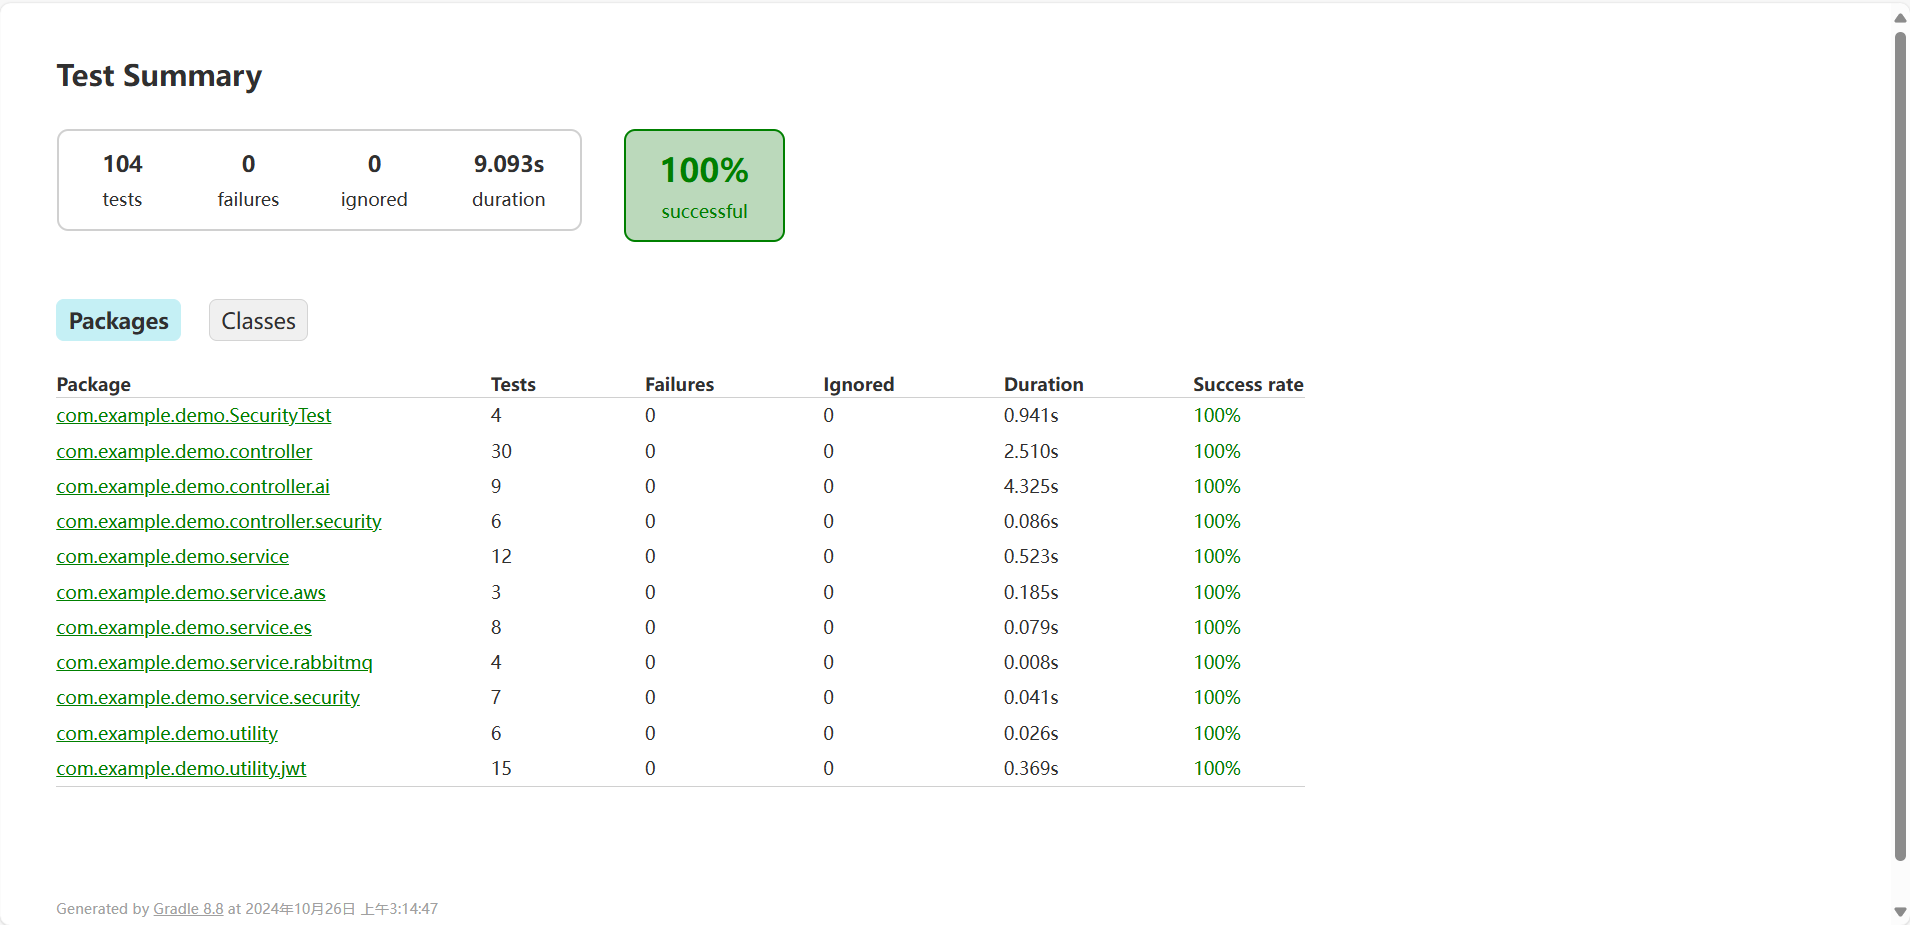 Test Summary
104 0 0 9.093s
tests failures ignored duration
100%
successful
Packages Classes
Package Tests Failures Ignored Duration Success rate
com.example.demo.SecurityTest 4 0 0 0.941s 100%
com.example.demo.controller 30 0 0 2.510s 100%
com.example.demo.controller.ai 9 0 0 4.325s 100%
com.example.demo.controller.security 6 0 0 0.086s 100%
com.example.demo.service 12 0 0 0.523s 100%
com.example.demo.service.aws 3 0 0 0.185s 100%
com.example.demo.service.es 8 0 0 0.079s 100%
com.example.demo.service.rabbitmq 4 0 0 0.008s 100%
com.example.demo.service.security 7 0 0 0.041s 100%
com.example.demo.utility 6 0 0 0.026s 100%
com.example.demo.utility.jwt 15 0 0 0.369s 100%
Generated by Gradle 8.8 at 2024年10月26日 上午3:14:47